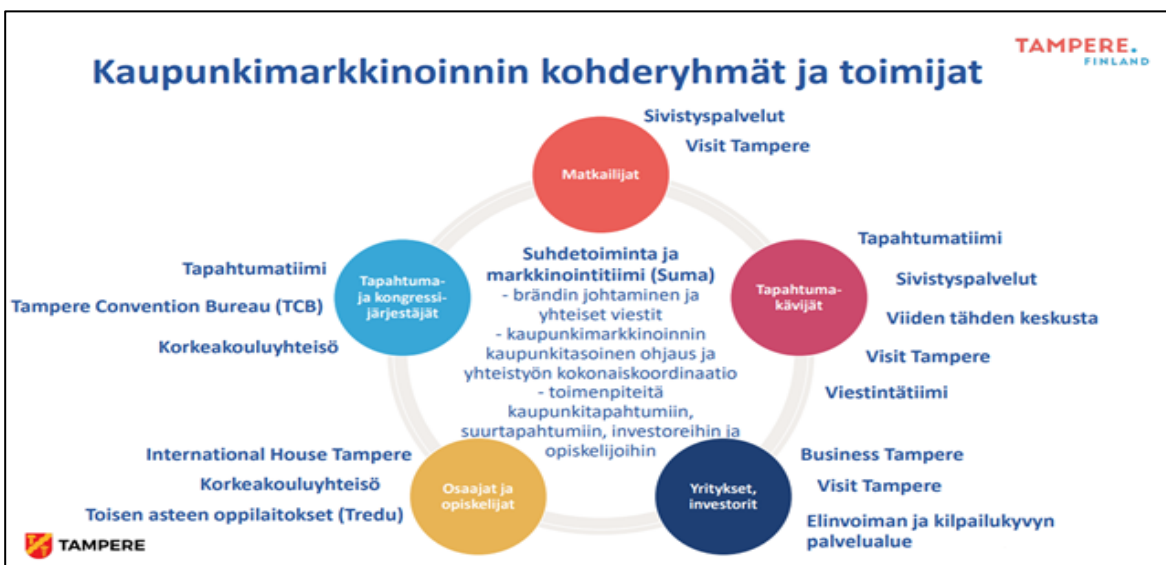 TAMPERE.
FINLAND
Kaupunkimarkkinoinnin kohderyhmät ja toimijat
Sivistyspalvelut
Visit Tampere
Matkailijat
Tapahtumatiimi
Tampere Convention Bureau (TCB)
Korkeakouluyhteisö
Tapahtuma-
ja kongressi-
järjestäjät
Suhdetoiminta ja
markkinointitiimi (Suma)
- brändin johtaminen ja
yhteiset viestit
- kaupunkimarkkinoinnin
kaupunkitasoinen ohjaus ja
yhteistyön kokonaiskoordinaatio
- toimenpiteitä
kaupunkitapahtumiin,
suurtapahtumiin, investoreihin ja
opiskelijoihin
Tapahtuma-
kävijät
Tapahtumatiimi
Sivistyspalvelut
Viiden tähden keskusta
Visit Tampere
Viestintätiimi
International House Tampere
Korkeakouluyhteisö
Toisen asteen oppilaitokset (Tredu)
Osaajat ja
opiskelijat
Yritykset,
investorit
Business Tampere
Visit Tampere
Elinvoiman ja kilpailukyvyn
palvelualue
TAMPERE